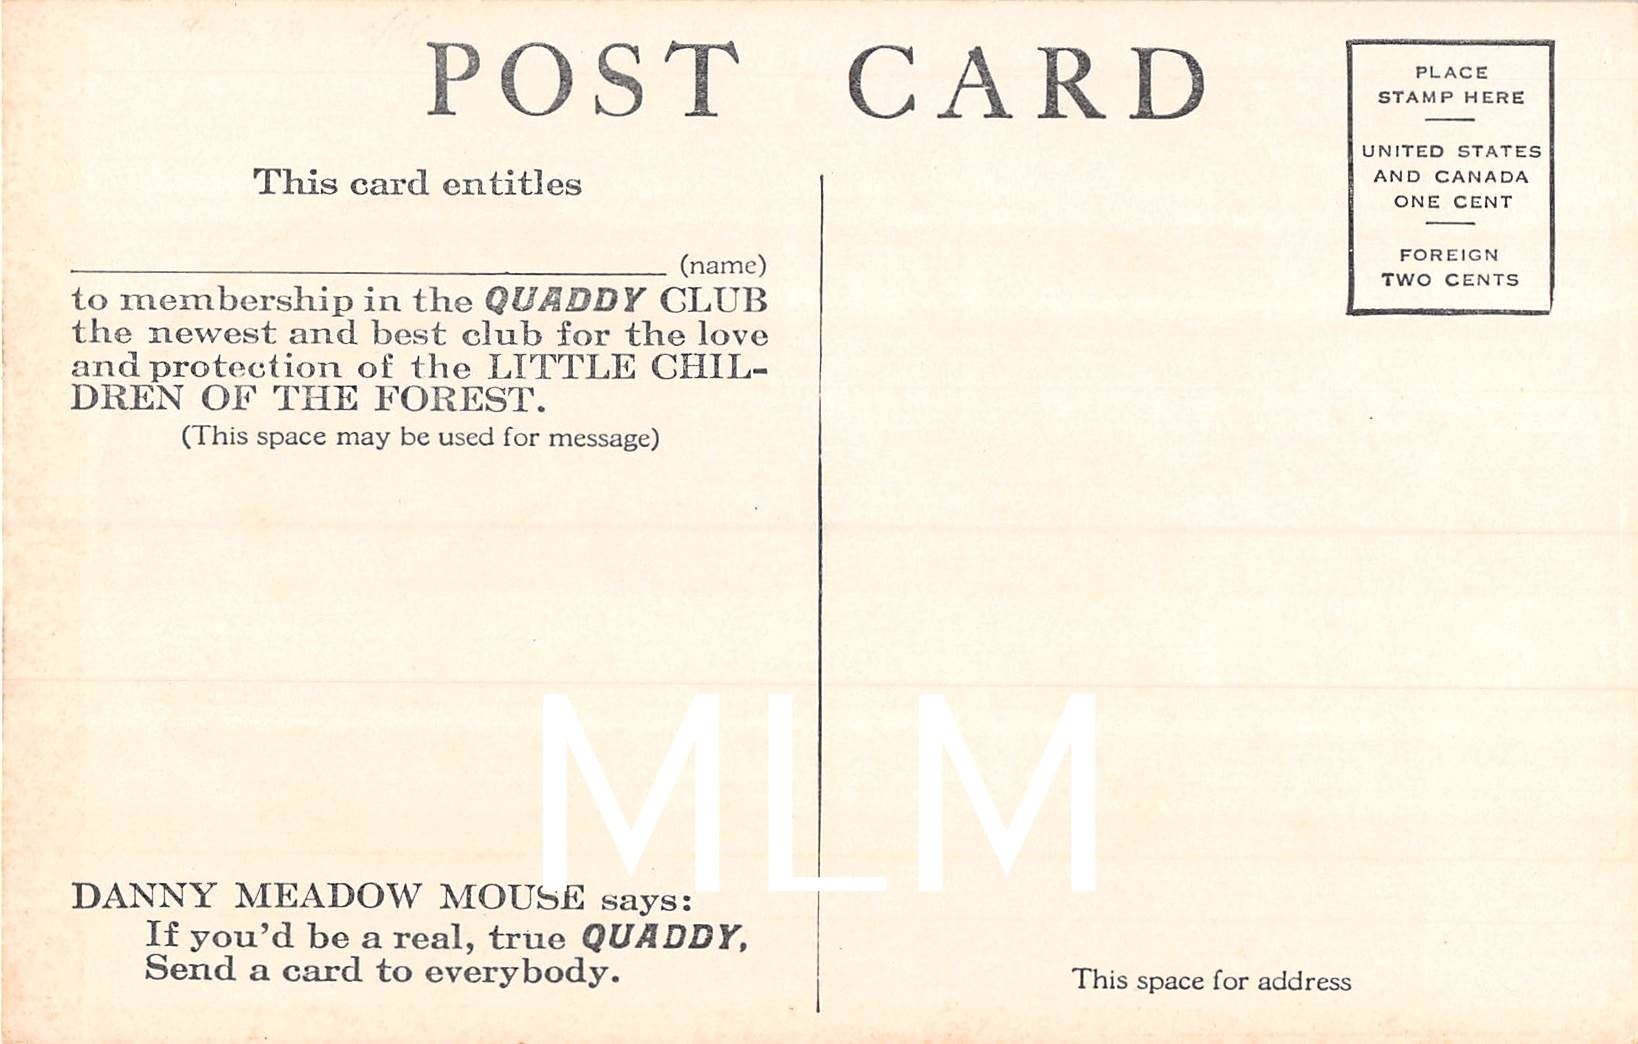 POST CARD
PLACE
STAMP HERE
UNITED STATES
AND CANADA
ONE CENT
FOREIGN
TWO CENTS
This card entitles
(name)
to membership in the QUADDY CLUB
the newest and best club for the love
and protection of the LITTLE CHIL-
DREN OF THE FOREST.
(This space may be used for message)
MLM
DANNY MEADOW MOUSE says:
If you'd be a real, true QUADDY,
Send a card to everybody.
This space for address